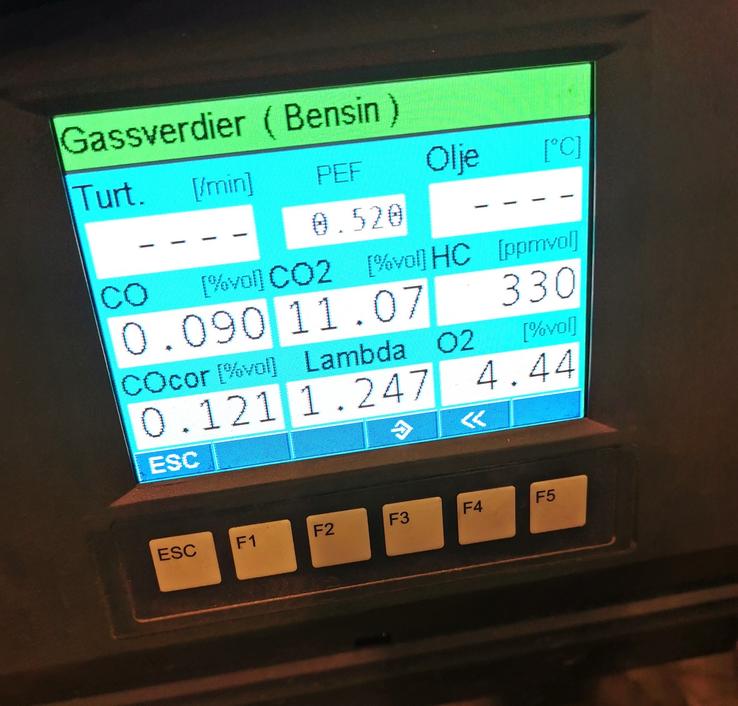 Gassverdier ( Bensin )
Turt. [/min] PEF Olje [°C]
---- 0.520 ----
CO [%vol] CO2 [%vol] HC [ppmvol]
0.090 11.07 330
COcor [%vol] Lambda O2 [%vol]
0.121 1.247 4.44
ESC «
ESC F1 F2 F3 F4 F5